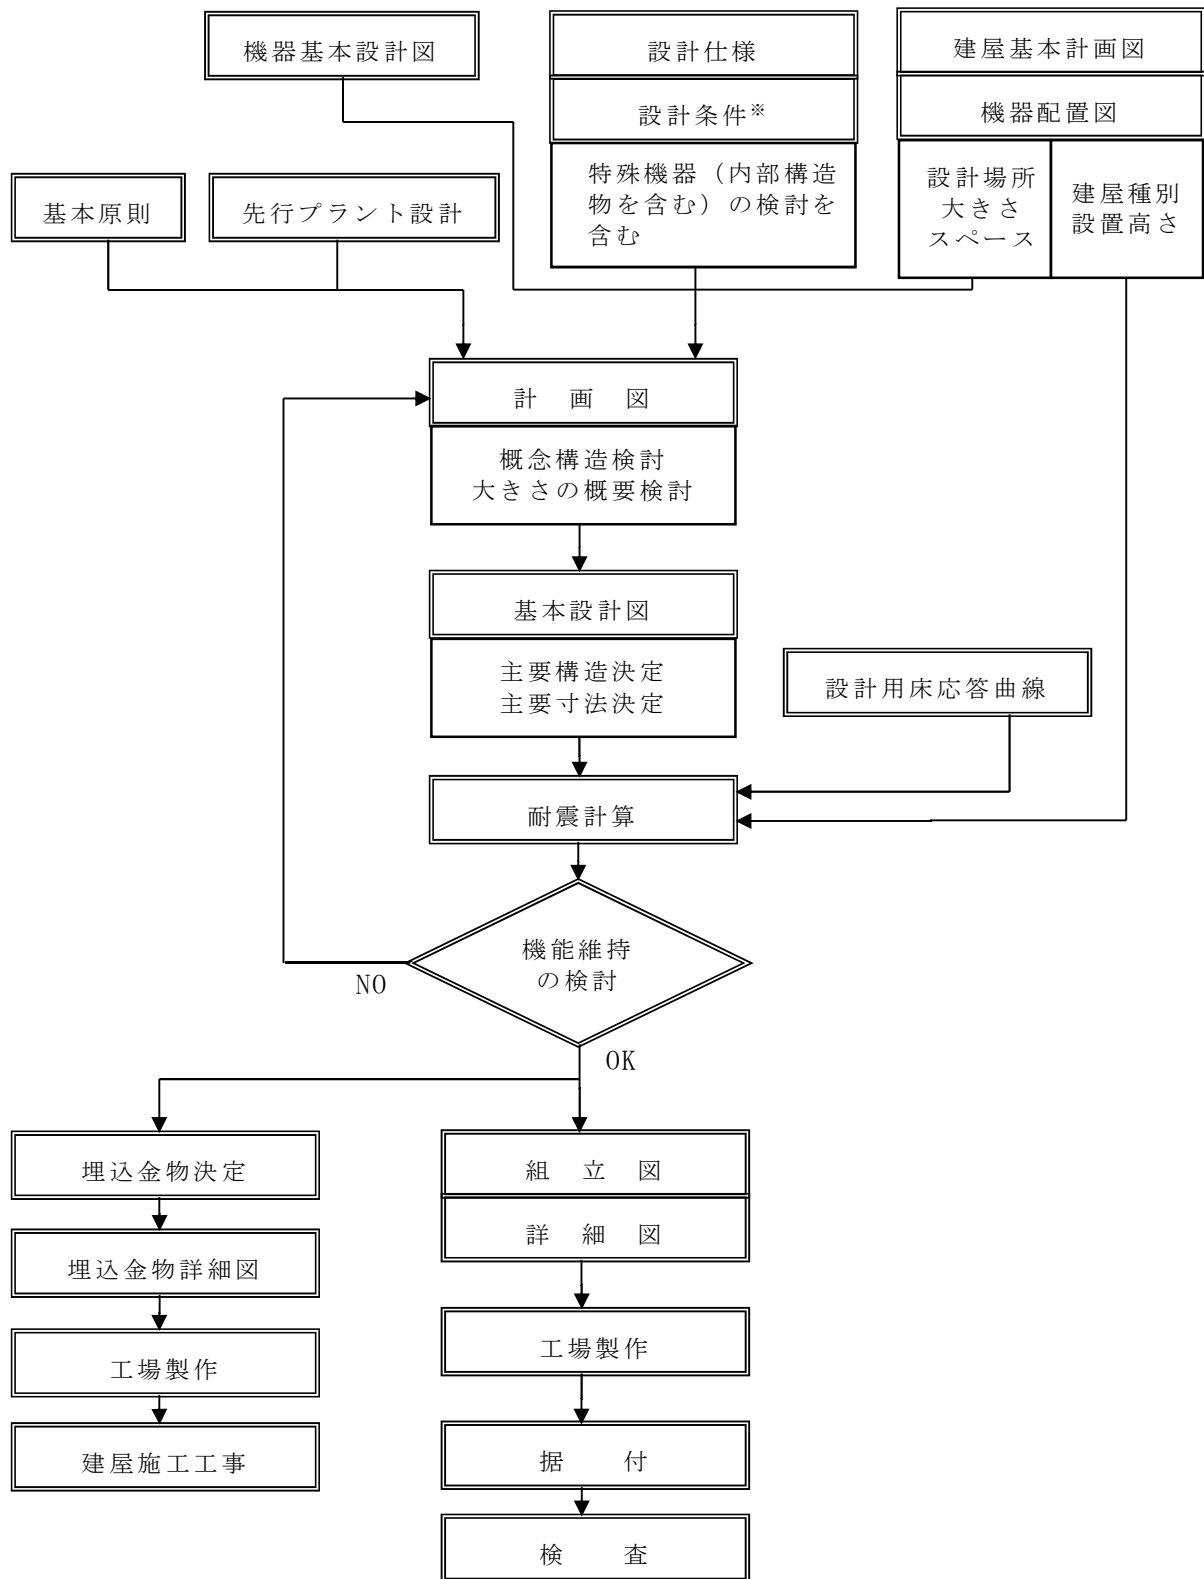 機器基本設計図
設計仕様
建屋基本計画図
設計条件※
機器配置図
特殊機器（内部構造
物を含む）の検討を
含む
設計場所
大きさ
スペース
建屋種別
設置高さ
基本原則
先行プラント設計
計　画　図
概念構造検討
大きさの概要検討
基本設計図
主要構造決定
主要寸法決定
設計用床応答曲線
耐震計算
機能維持
の検討
NO
OK
埋込金物決定
埋込金物詳細図
工場製作
建屋施工工事
組　立　図
詳　細　図
工場製作
据　　付
検　　査